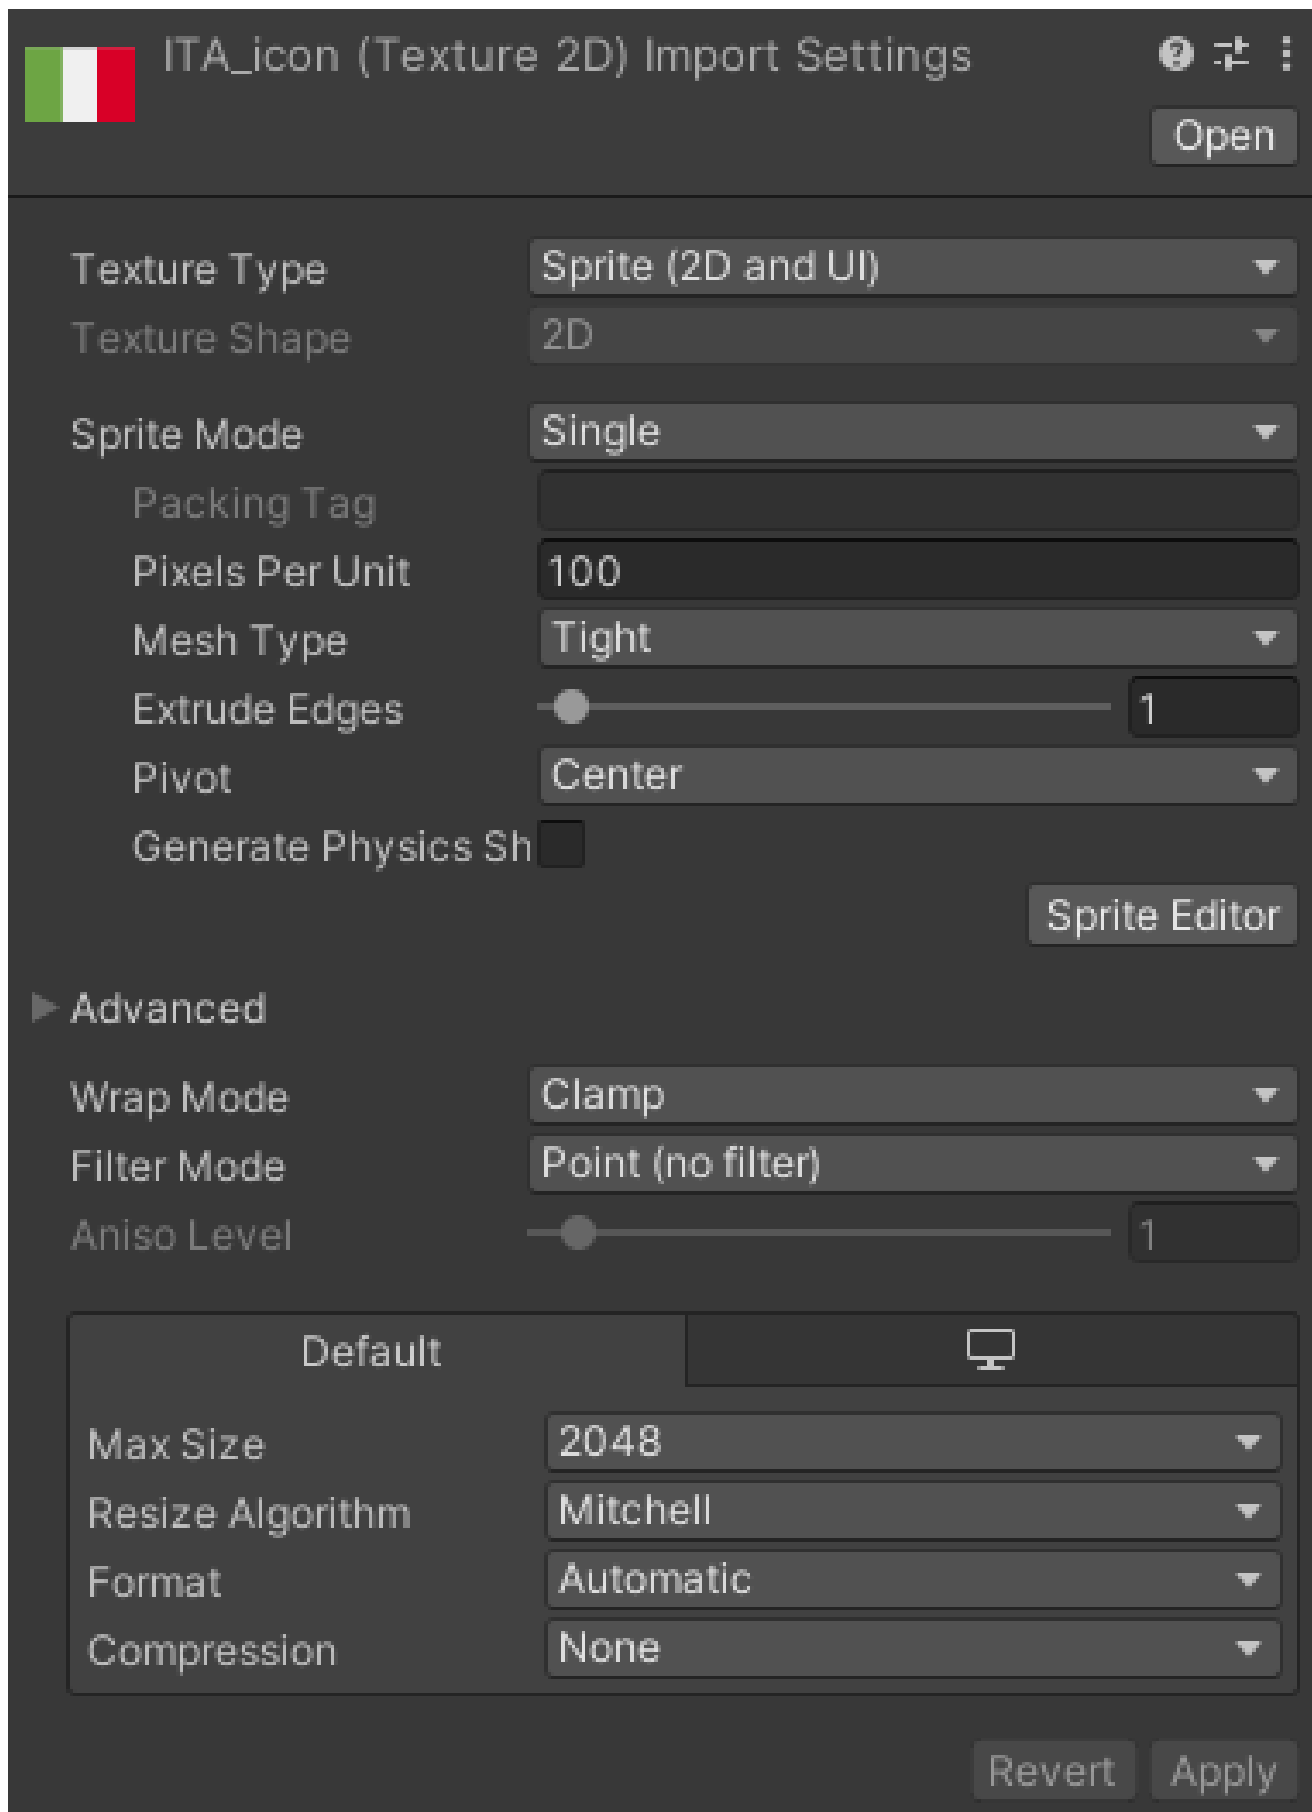 ITA_icon (Texture 2D) Import Settings
Open
Texture Type Sprite (2D and UI)
Texture Shape 2D
Sprite Mode Single
Packing Tag
Pixels Per Unit 100
Mesh Type Tight
Extrude Edges 1
Pivot Center
Generate Physics Sh
Sprite Editor
Advanced
Wrap Mode Clamp
Filter Mode Point (no filter)
Aniso Level 1
Default
Max Size 2048
Resize Algorithm Mitchell
Format Automatic
Compression None
Revert Apply